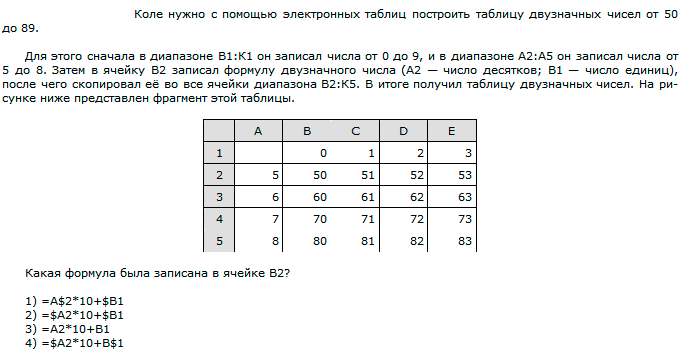 Коле нужно с помощью электронных таблиц построить таблицу двузначных чисел от 50
до 89.
Для этого сначала в диапазоне B1:K1 он записал числа от 0 до 9, и в диапазоне A2:A5 он записал числа от
5 до 8. Затем в ячейку B2 записал формулу двузначного числа (A2 — число десятков; B1 — число единиц),
после чего скопировал её во все ячейки диапазона B2:K5. В итоге получил таблицу двузначных чисел. На ри-
сунке ниже представлен фрагмент этой таблицы.
A B C D E
1 0 1 2 3
2 5 50 51 52 53
3 6 60 61 62 63
4 7 70 71 72 73
5 8 80 81 82 83
Какая формула была записана в ячейке B2?
1) =A$2*10+$B1
2) =$A2*10+$B1
3) =A2*10+B1
4) =$A2*10+B$1